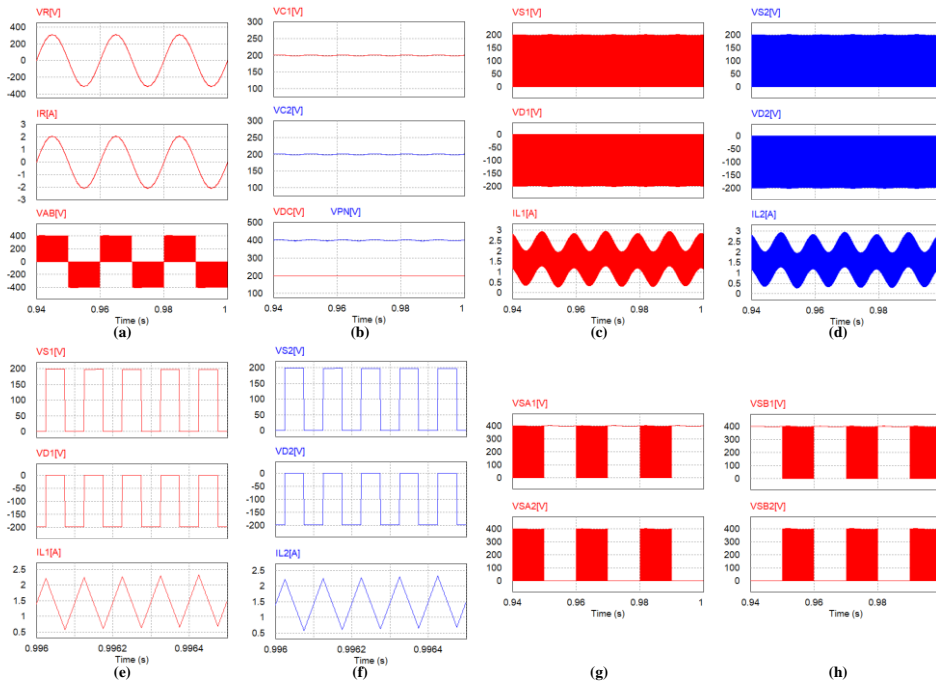 VR[V]
400
200
0
-200
-400
IR[A]
3
2
1
0
-1
-2
-3
VAB[V]
400
200
0
-200
-400
0.94 0.96 0.98 1
Time (s)
(a)
VC1[V]
300
250
200
150
100
VC2[V]
300
250
200
150
100
VDC[V] VPN[V]
500
400
300
200
100
0.94 0.96 0.98 1
Time (s)
(b)
VS1[V]
200
150
100
50
0
VD1[V]
0
-50
-100
-150
-200
IL1[A]
3
2.5
2
1.5
1
0.5
0
0.94 0.96 0.98 1
Time (s)
(c)
VS2[V]
200
150
100
50
0
VD2[V]
0
-50
-100
-150
-200
IL2[A]
3
2.5
2
1.5
1
0.5
0
0.94 0.96 0.98
Time (s)
(d)
VS1[V]
200
150
100
50
0
VD1[V]
0
-50
-100
-150
-200
IL1[A]
2.5
2
1.5
1
0.5
0.996 0.9962 0.9964
Time (s)
(e)
VS2[V]
200
150
100
50
0
VD2[V]
0
-50
-100
-150
-200
IL2[A]
2.5
2
1.5
1
0.5
0.996 0.9962 0.9964
Time (s)
(f)
VSA1[V]
400
300
200
100
0
VSA2[V]
400
300
200
100
0
0.94 0.96 0.98 1
Time (s)
(g)
VSB1[V]
400
300
200
100
0
VSB2[V]
400
300
200
100
0
0.94 0.96 0.98
Time (s)
(h)